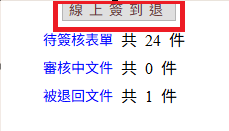 線上簽到退
待簽核表單 共 24 件
審核中文件 共 0 件
被退回文件 共 1 件